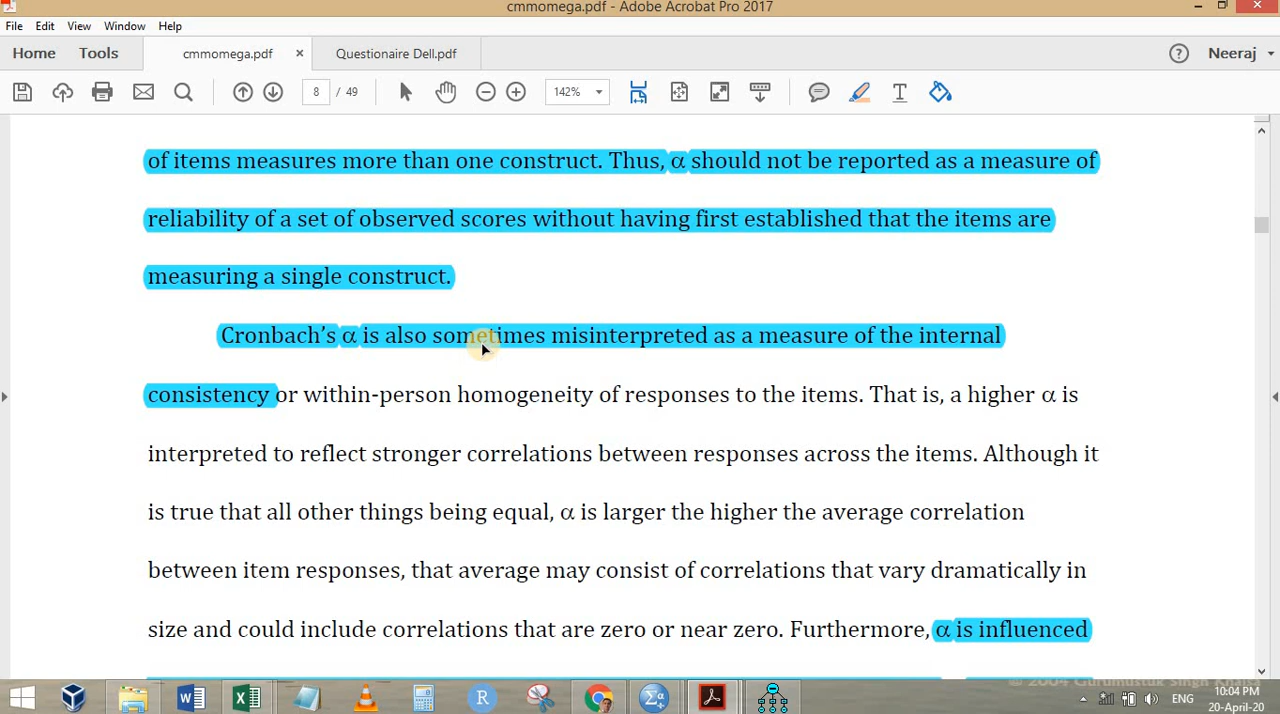 cmmomega.pdf - Adobe Acrobat Pro 2017
File Edit View Window Help
Home Tools cmmomega.pdf × Questionaire Dell.pdf Neeraj
8 / 49 142%
of items measures more than one construct. Thus, α should not be reported as a measure of
reliability of a set of observed scores without having first established that the items are
measuring a single construct.
Cronbach’s α is also sometimes misinterpreted as a measure of the internal
consistency or within-person homogeneity of responses to the items. That is, a higher α is
interpreted to reflect stronger correlations between responses across the items. Although it
is true that all other things being equal, α is larger the higher the average correlation
between item responses, that average may consist of correlations that vary dramatically in
size and could include correlations that are zero or near zero. Furthermore, α is influenced
© 2004 Gurumustuk Singh Khalsa
ENG 10:04 PM
20-April-20